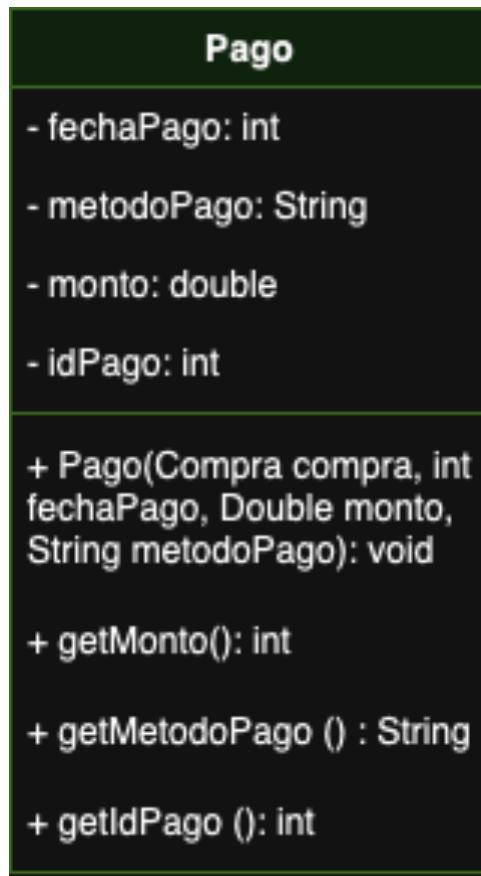 Pago
- fechaPago: int
- metodoPago: String
- monto: double
- idPago: int
+ Pago(Compra compra, int
fechaPago, Double monto,
String metodoPago): void
+ getMonto(): int
+ getMetodoPago () : String
+ getIdPago (): int